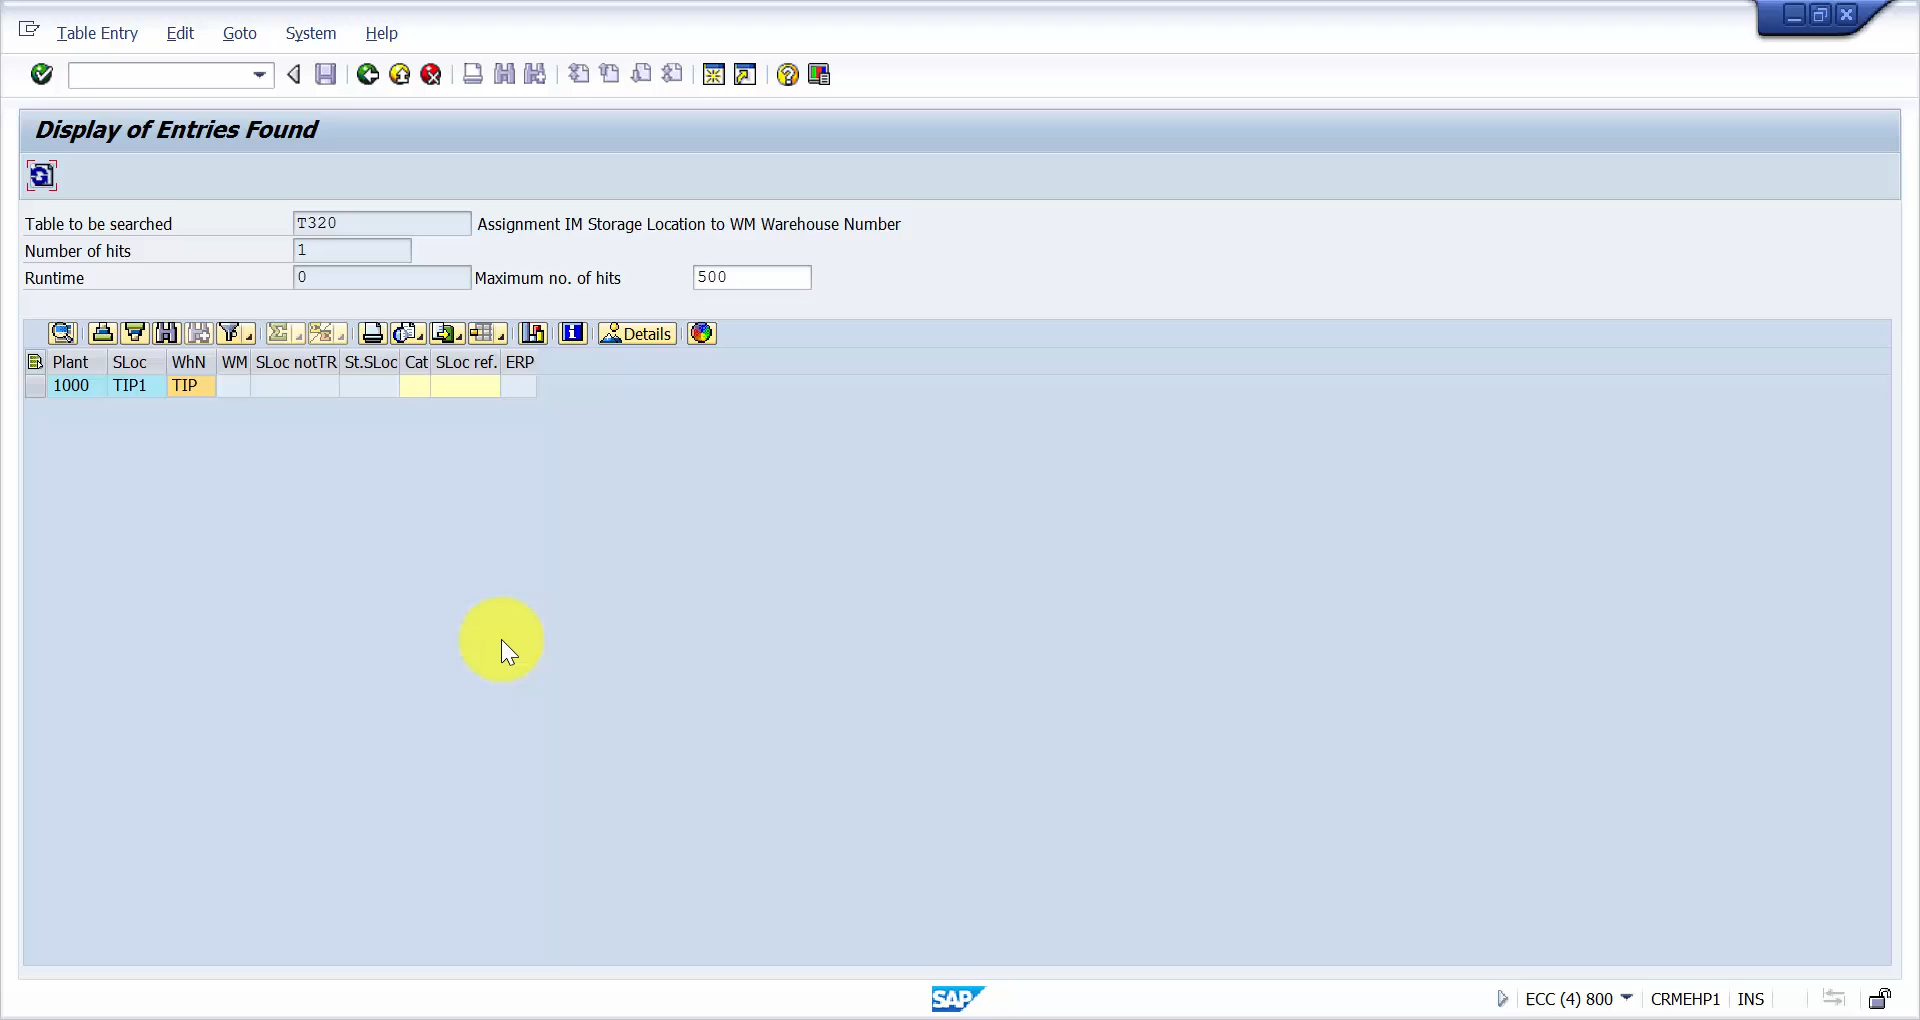 Table Entry Edit Goto System Help
Display of Entries Found
Table to be searched T320 Assignment IM Storage Location to WM Warehouse Number
Number of hits 1
Runtime 0 Maximum no. of hits 500
Details
Plant SLoc WhN WM SLoc notTR St.SLoc Cat SLoc ref. ERP
1000 TIP1 TIP
SAP ECC (4) 800 CRMEHP1 INS